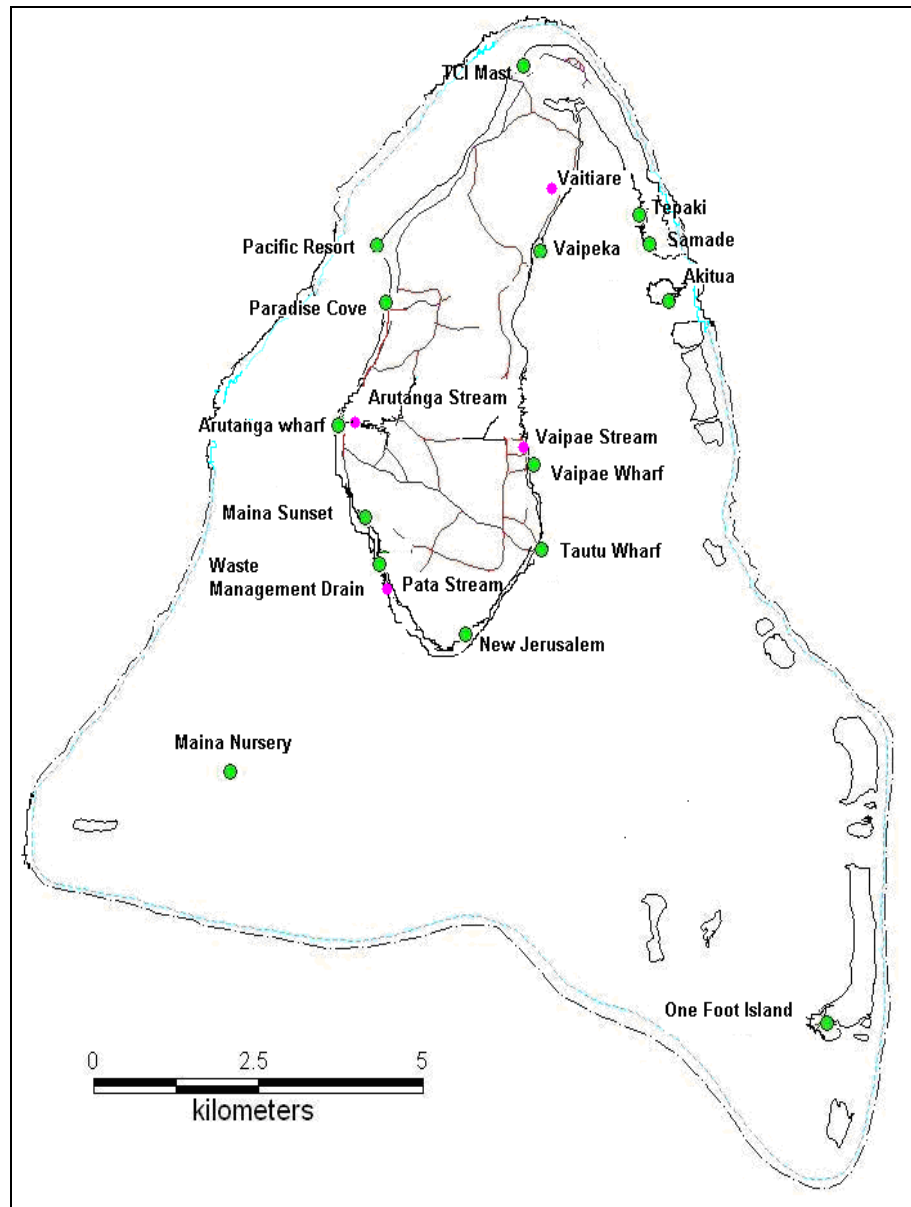 TCI Mast
Vaitiare
Tepaki
Pacific Resort
Vaipeka
Samade
Akitua
Paradise Cove
Arutanga Stream
Arutanga wharf
Vaipae Stream
Vaipae Wharf
Maina Sunset
Tautu Wharf
Waste
Management Drain
Pata Stream
New Jerusalem
Maina Nursery
One Foot Island
0 2.5 5
kilometers